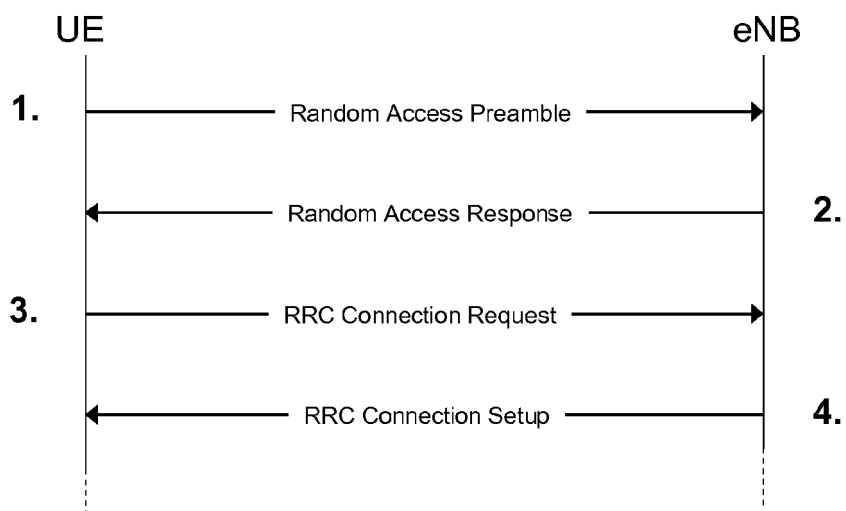 UE
eNB
1.
Random Access Preamble
Random Access Response
2.
3.
RRC Connection Request
RRC Connection Setup
4.